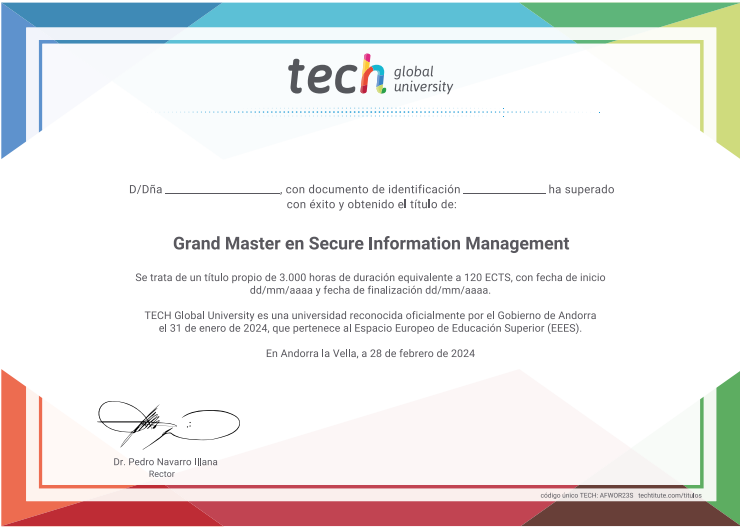 tech global university
D/Dña ____________________, con documento de identificación ______________ ha superado
con éxito y obtenido el título de:
Grand Master en Secure Information Management
Se trata de un título propio de 3.000 horas de duración equivalente a 120 ECTS, con fecha de inicio
dd/mm/aaaa y fecha de finalización dd/mm/aaaa.
TECH Global University es una universidad reconocida oficialmente por el Gobierno de Andorra
el 31 de enero de 2024, que pertenece al Espacio Europeo de Educación Superior (EEES).
En Andorra la Vella, a 28 de febrero de 2024
Dr. Pedro Navarro Illana
Rector
código único TECH: AFWOR23S techtitute.com/titulos